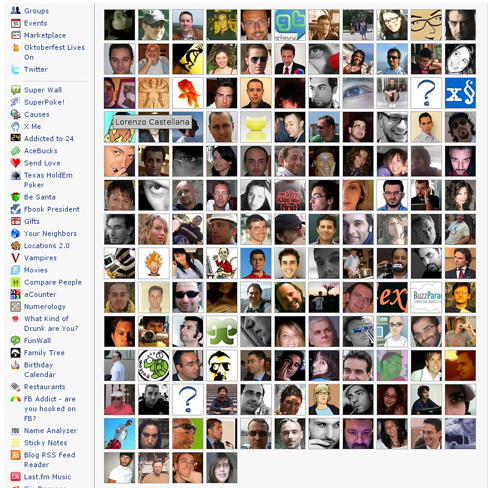 Groups
Events
Marketplace
Oktoberfest Lives
On
Twitter
Super Wall
SuperPoke!
Causes
X Me
Addicted to 24
AceBucks
Send Love
Texas HoldEm
Poker
Be Santa
Fbook President
Gifts
Your Neighbors
Locations 2.0
Vampires
Movies
Compare People
aCounter
Numerology
What Kind of
Drunk are You?
FunWall
Family Tree
Birthday
Calendar
Restaurants
FB Addict - are
you hooked on
FB?
Name Analyzer
Sticky Notes
Blog RSS Feed
Reader
Last.fm Music
Lorenzo Castellana
?
x§
ex
BuzzPara
?